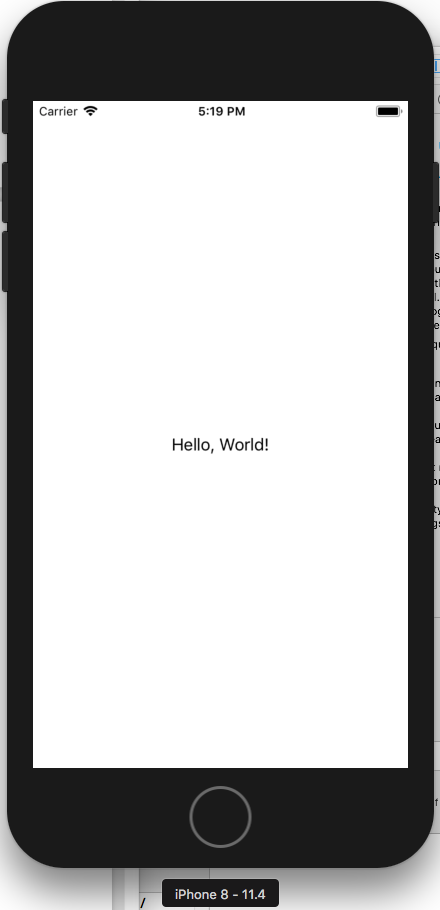 Carrier 5:19 PM
Hello, World!
/
iPhone 8 - 11.4